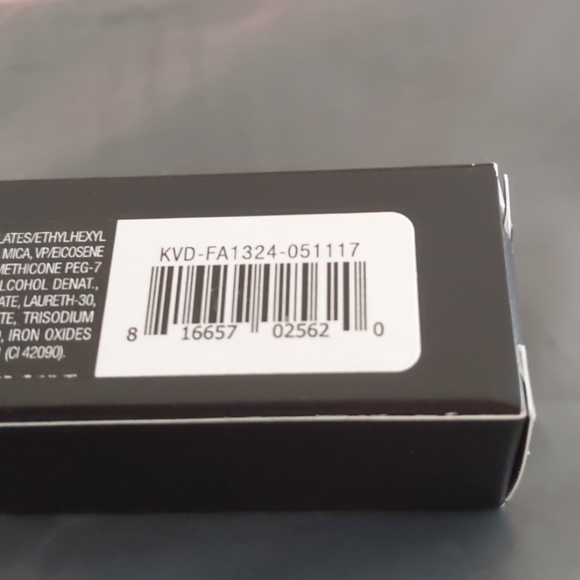 LATES/ETHYLHEXYL
MICA, VP/EICOSENE
METHICONE PEG-7
LCOHOL DENAT.,
ATE, LAURETH-30,
TE, TRISODIUM
), IRON OXIDES
(CI 42090).
KVD-FA1324-051117
8 16657 02562 0